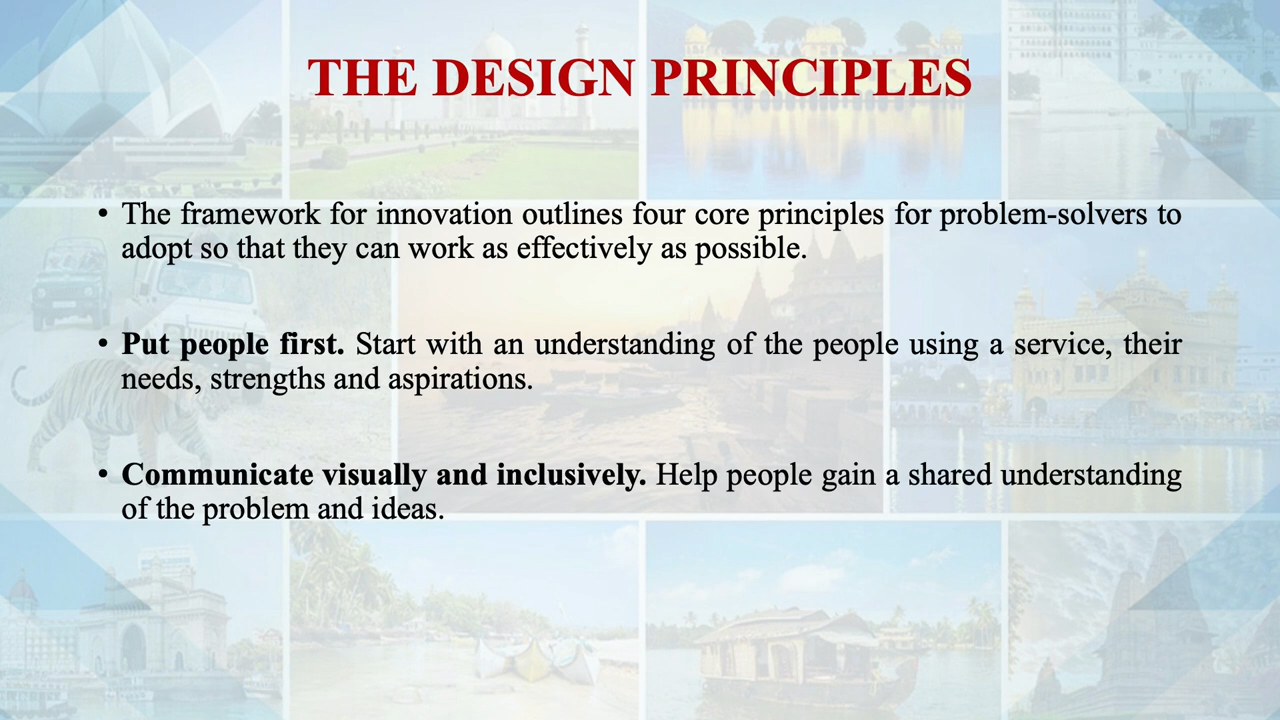 THE DESIGN PRINCIPLES
• The framework for innovation outlines four core principles for problem-solvers to
adopt so that they can work as effectively as possible.
• Put people first. Start with an understanding of the people using a service, their
needs, strengths and aspirations.
• Communicate visually and inclusively. Help people gain a shared understanding
of the problem and ideas.